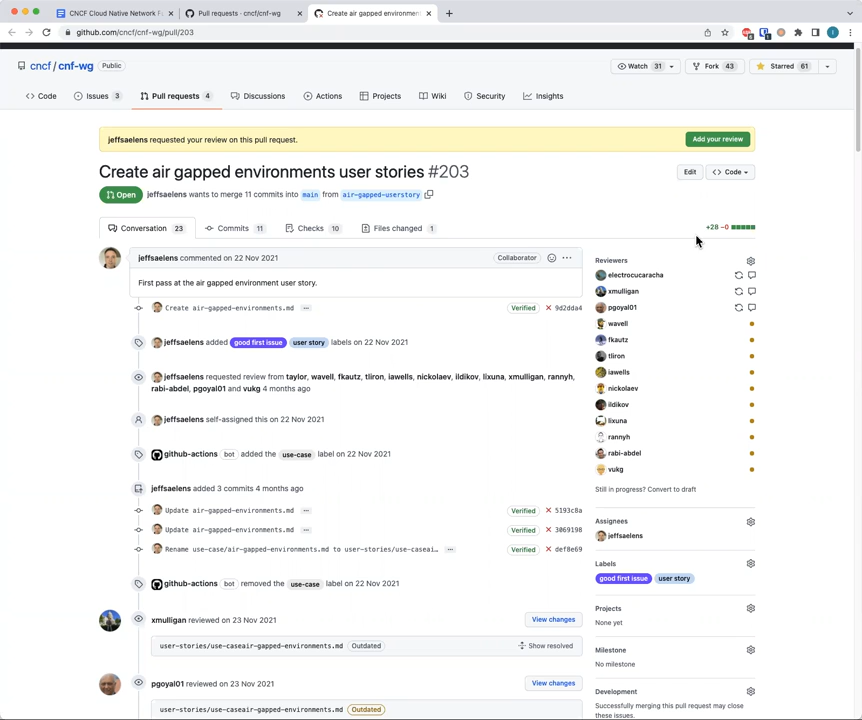 CNCF Cloud Native Network F
Pull requests · cncf/cnf-wg
Create air gapped environmen
github.com/cncf/cnf-wg/pull/203
cncf / cnf-wg Public
Watch 31
Fork 43
Starred 61
Code
Issues 3
Pull requests 4
Discussions
Actions
Projects
Wiki
Security
Insights
jeffsaelens requested your review on this pull request.
Add your review
Create air gapped environments user stories #203
Edit
Code
Open
jeffsaelens wants to merge 11 commits into main from air-gapped-userstory
Conversation 23
Commits 11
Checks 10
Files changed 1
+28 −0
jeffsaelens commented on 22 Nov 2021
Collaborator
First pass at the air gapped environment user story.
Create air-gapped-environments.md ...
Verified
9d2dda4
jeffsaelens added good first issue user story labels on 22 Nov 2021
jeffsaelens requested review from taylor, wavell, fkautz, tliron, iawells, nickolaev, ildikov, lixuna, xmulligan, rannyh,
rabi-abdel, pgoyal01 and vukg 4 months ago
jeffsaelens self-assigned this on 22 Nov 2021
github-actions bot added the use-case label on 22 Nov 2021
jeffsaelens added 3 commits 4 months ago
Update air-gapped-environments.md ...
Verified
5193c8a
Update air-gapped-environments.md ...
Verified
3069198
Rename use-case/air-gapped-environments.md to user-stories/use-caseai… ...
Verified
def8e69
github-actions bot removed the use-case label on 22 Nov 2021
xmulligan reviewed on 23 Nov 2021
View changes
user-stories/use-caseair-gapped-environments.md Outdated
Show resolved
pgoyal01 reviewed on 23 Nov 2021
View changes
user-stories/use-caseair-gapped-environments.md Outdated
Reviewers
electrocucaracha
xmulligan
pgoyal01
wavell
fkautz
tliron
iawells
nickolaev
ildikov
lixuna
rannyh
rabi-abdel
vukg
Still in progress? Convert to draft
Assignees
jeffsaelens
Labels
good first issue user story
Projects
None yet
Milestone
No milestone
Development
Successfully merging this pull request may close
these issues.